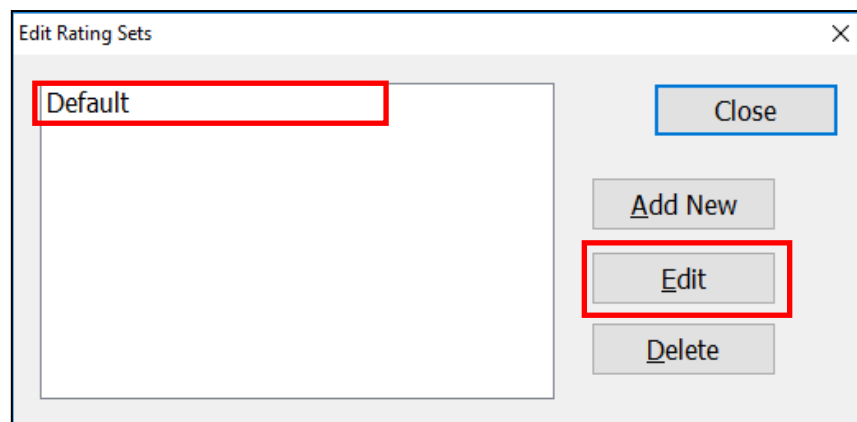 Edit Rating Sets
Default
Close
Add New
Edit
Delete